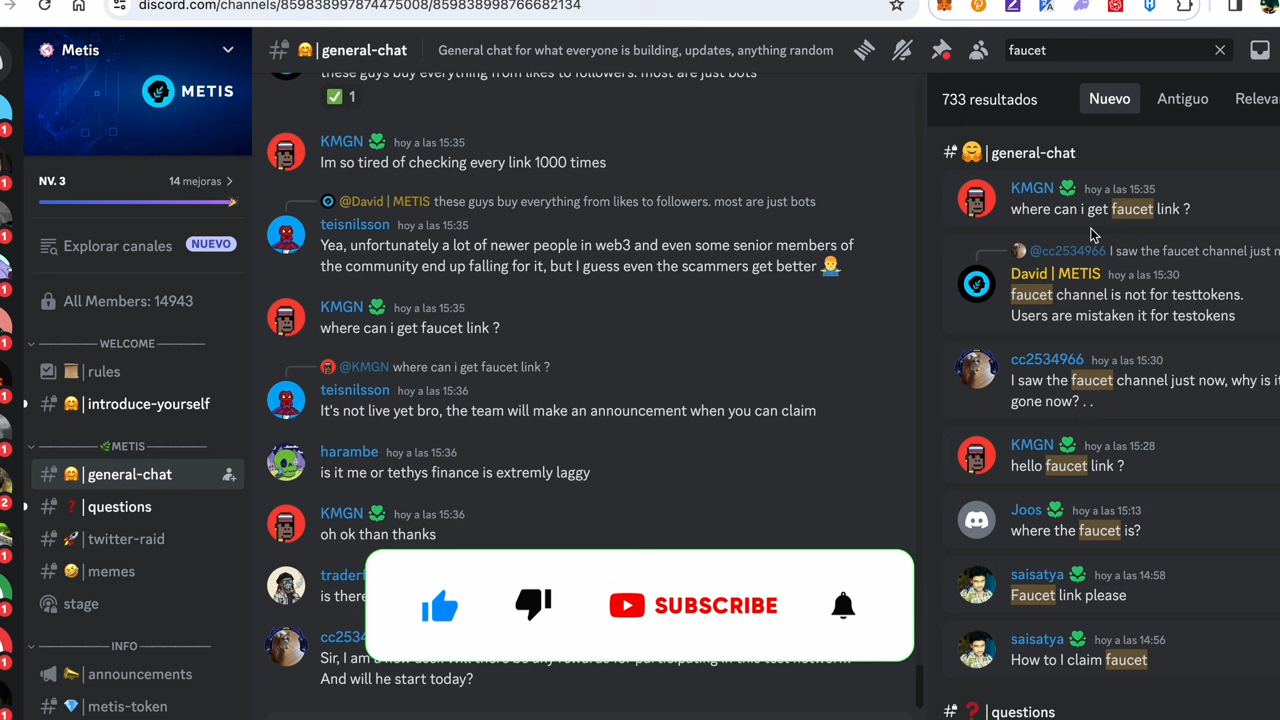 discord.com/channels/859838997874475008/859838998766682134
Metis
METIS
NV. 3
14 mejoras
Explorar canales
NUEVO
All Members: 14943
WELCOME
| rules
| introduce-yourself
METIS
| general-chat
| questions
| twitter-raid
| memes
stage
INFO
| announcements
| metis-token
| general-chat
General chat for what everyone is building, updates, anything random
these guys buy everything from likes to followers. most are just bots
1
KMGN hoy a las 15:35
Im so tired of checking every link 1000 times
@David | METIS these guys buy everything from likes to followers. most are just bots
teisnilsson hoy a las 15:35
Yea, unfortunately a lot of newer people in web3 and even some senior members of
the community end up falling for it, but I guess even the scammers get better
KMGN hoy a las 15:35
where can i get faucet link ?
@KMGN where can i get faucet link ?
teisnilsson hoy a las 15:36
It's not live yet bro, the team will make an announcement when you can claim
harambe hoy a las 15:36
is it me or tethys finance is extremly laggy
KMGN hoy a las 15:36
oh ok than thanks
is there
Sir, I am
And will he start today?
SUBSCRIBE
faucet
733 resultados
Nuevo
Antiguo
Releva
| general-chat
KMGN hoy a las 15:35
where can i get faucet link ?
@cc2534966 I saw the faucet channel just
David | METIS hoy a las 15:30
faucet channel is not for testtokens.
Users are mistaken it for testokens
cc2534966 hoy a las 15:30
I saw the faucet channel just now, why is it
gone now? . .
KMGN hoy a las 15:28
hello faucet link ?
Joos hoy a las 15:13
where the faucet is?
saisatya hoy a las 14:58
Faucet link please
saisatya hoy a las 14:56
How to I claim faucet
| questions